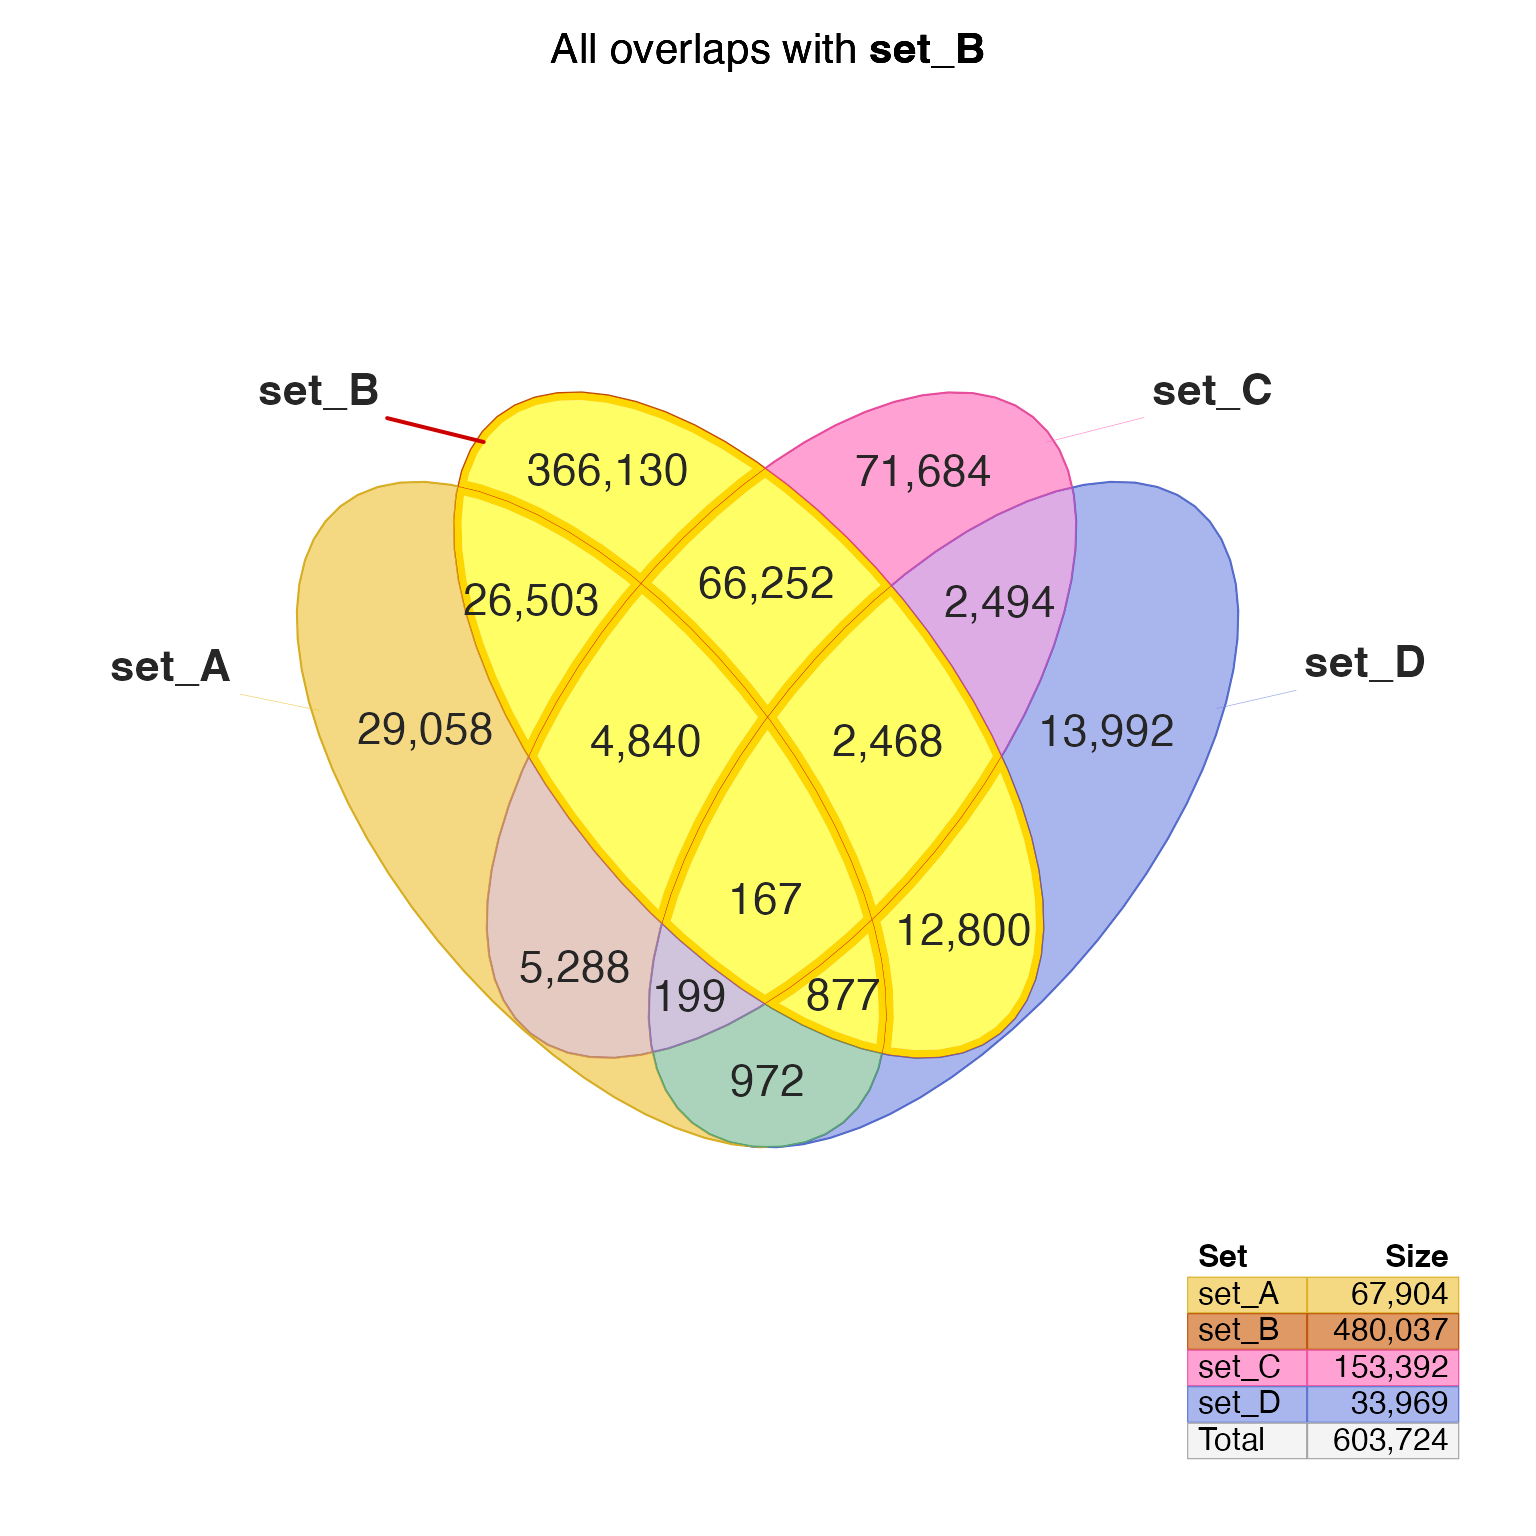 All overlaps with set_B
set_B
set_C
366,130
71,684
66,252
26,503
2,494
set_A
set_D
29,058
4,840
2,468
13,992
167
12,800
5,288
199
877
972
Set Size
set_A 67,904
set_B 480,037
set_C 153,392
set_D 33,969
Total 603,724